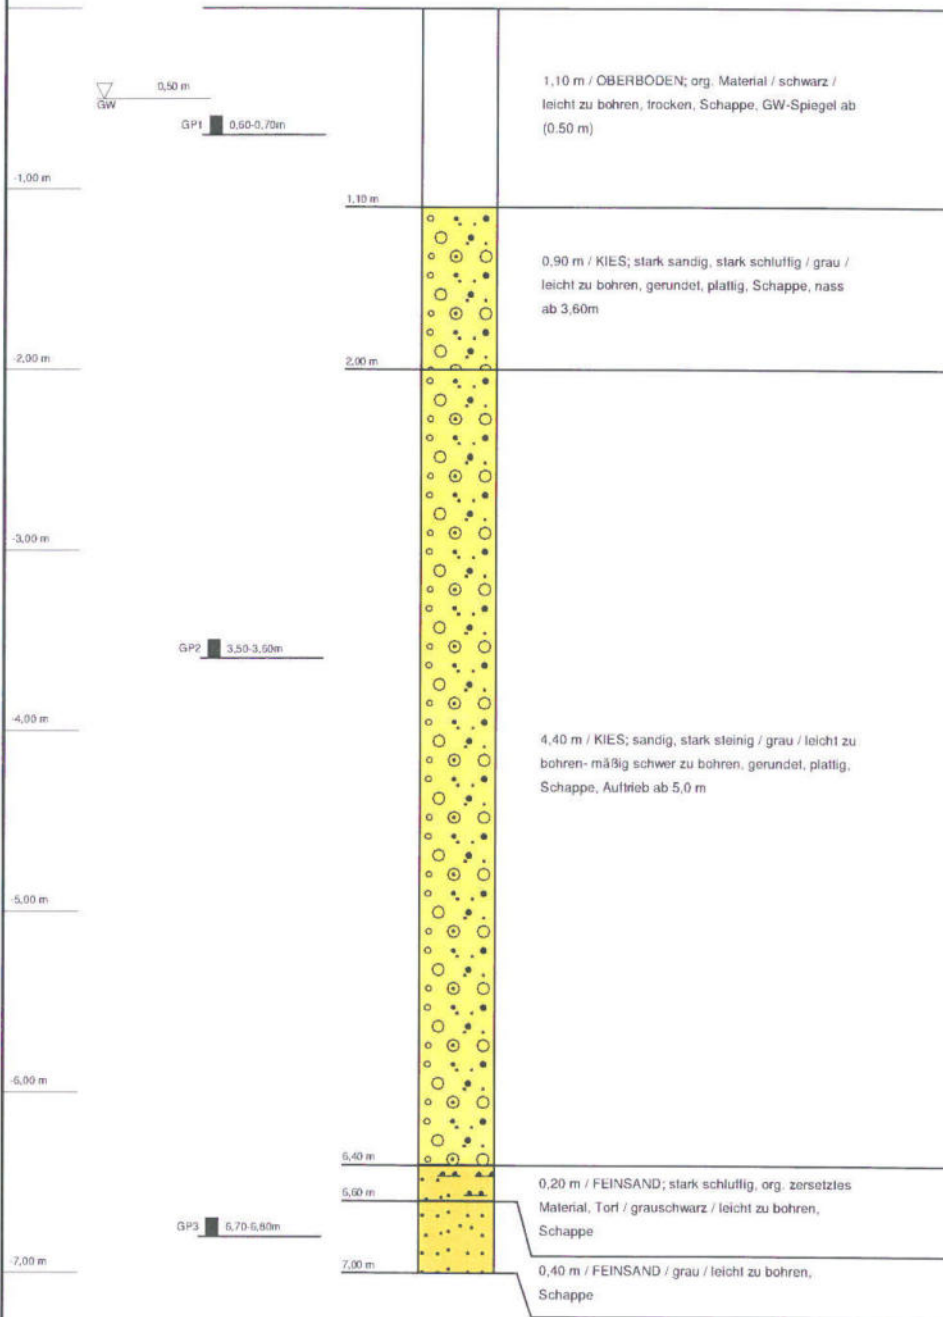 0,50 m
GW
GP1 0,60-0,70m
1,10 m / OBERBODEN; org. Material / schwarz /
leicht zu bohren, trocken, Schappe, GW-Spiegel ab
(0.50 m)
-1,00 m
1,10 m
0,90 m / KIES; stark sandig, stark schluffig / grau /
leicht zu bohren, gerundet, plattig, Schappe, nass
ab 3,60m
-2,00 m
2,00 m
-3,00 m
GP2 3,50-3,60m
-4,00 m
4,40 m / KIES; sandig, stark steinig / grau / leicht zu
bohren- mäßig schwer zu bohren, gerundet, plattig,
Schappe, Auftrieb ab 5,0 m
-5,00 m
-6,00 m
6,40 m
0,20 m / FEINSAND; stark schluffig, org. zersetztes
Material, Torf / grauschwarz / leicht zu bohren,
Schappe
6,60 m
GP3 6,70-6,80m
-7,00 m
7,00 m
0,40 m / FEINSAND / grau / leicht zu bohren,
Schappe